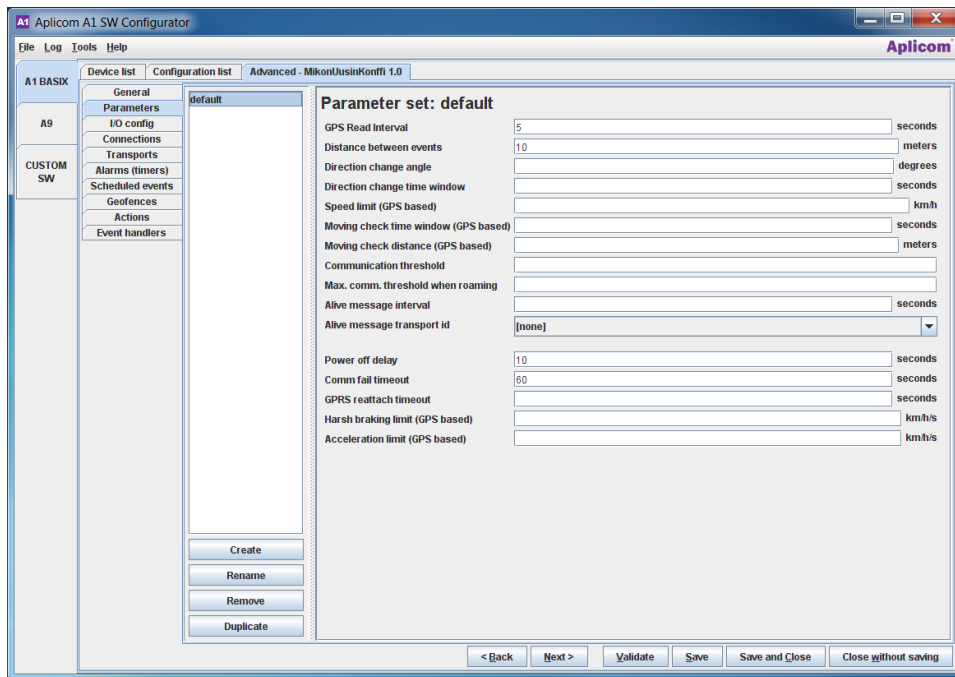 A1 Aplicom A1 SW Configurator
File Log Tools Help
Aplicom
A1 BASIX
A9
CUSTOM SW
Device list Configuration list Advanced - MikonUusinKonffi 1.0
General
Parameters
I/O config
Connections
Transports
Alarms (timers)
Scheduled events
Geofences
Actions
Event handlers
default
Create
Rename
Remove
Duplicate
Parameter set: default
GPS Read Interval 5 seconds
Distance between events 10 meters
Direction change angle degrees
Direction change time window seconds
Speed limit (GPS based) km/h
Moving check time window (GPS based) seconds
Moving check distance (GPS based) meters
Communication threshold
Max. comm. threshold when roaming
Alive message interval seconds
Alive message transport id [none]
Power off delay 10 seconds
Comm fail timeout 60 seconds
GPRS reattach timeout seconds
Harsh braking limit (GPS based) km/h/s
Acceleration limit (GPS based) km/h/s
< Back Next > Validate Save Save and Close Close without saving